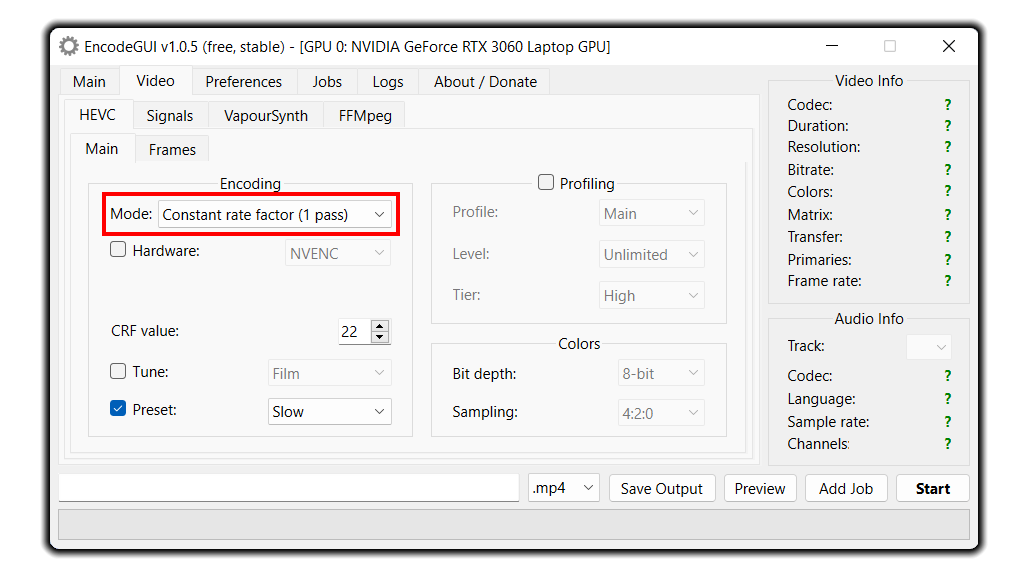 EncodeGUI v1.0.5 (free, stable) - [GPU 0: NVIDIA GeForce RTX 3060 Laptop GPU]
Main Video Preferences Jobs Logs About / Donate
HEVC Signals VapourSynth FFMpeg
Main Frames
Encoding
Mode: Constant rate factor (1 pass)
Hardware: NVENC
CRF value: 22
Tune: Film
Preset: Slow
Profiling
Profile: Main
Level: Unlimited
Tier: High
Colors
Bit depth: 8-bit
Sampling: 4:2:0
Video Info
Codec: ?
Duration: ?
Resolution: ?
Bitrate: ?
Colors: ?
Matrix: ?
Transfer: ?
Primaries: ?
Frame rate: ?
Audio Info
Track:
Codec: ?
Language: ?
Sample rate: ?
Channels: ?
.mp4 Save Output Preview Add Job Start